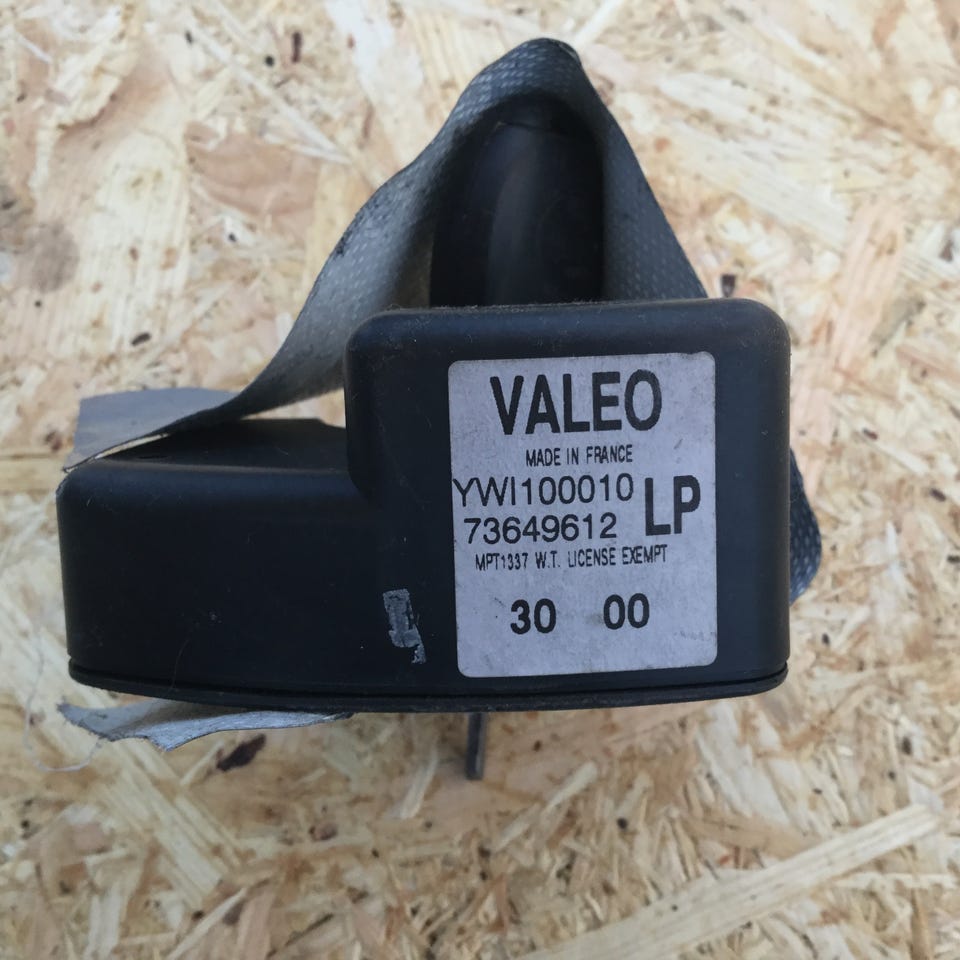 VALEO
MADE IN FRANCE
YWI100010
73649612 LP
MPT1337 W.T. LICENSE EXEMPT
30 00